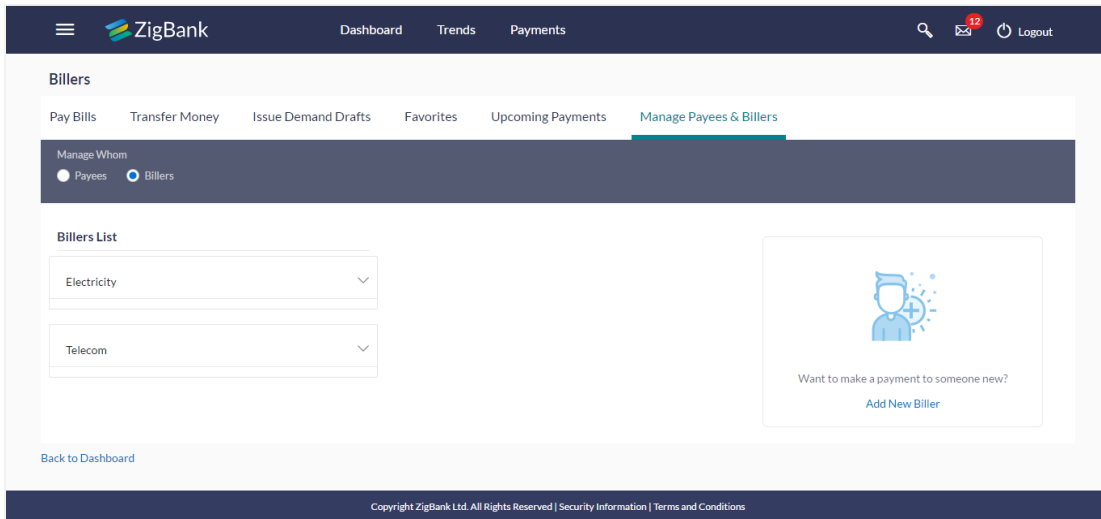 ZigBank Dashboard Trends Payments 12 Logout
Billers
Pay Bills Transfer Money Issue Demand Drafts Favorites Upcoming Payments Manage Payees & Billers
Manage Whom
Payees Billers
Billers List
Electricity
Telecom
Want to make a payment to someone new?
Add New Biller
Back to Dashboard
Copyright ZigBank Ltd. All Rights Reserved | Security Information | Terms and Conditions